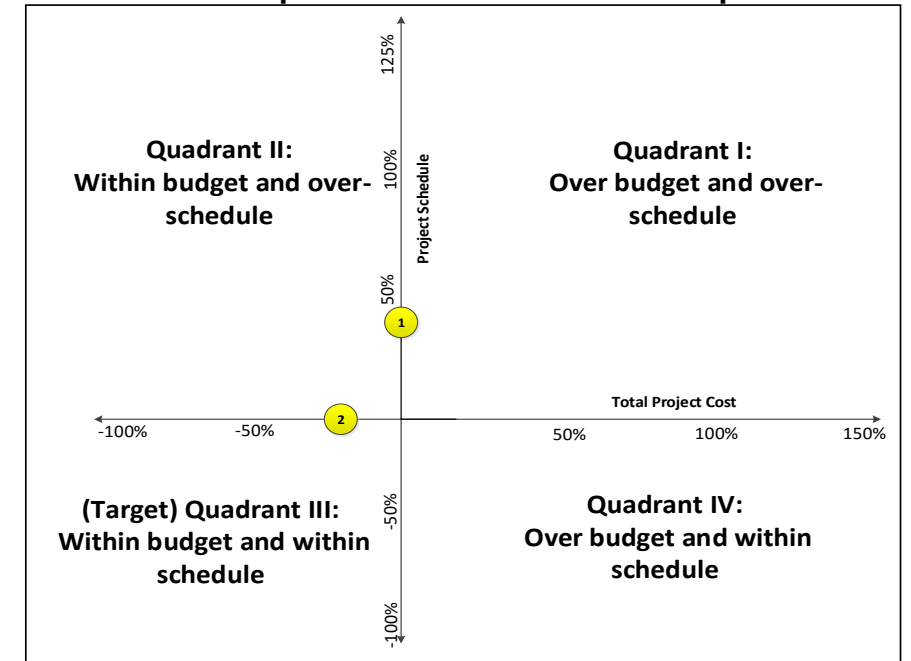 125%
Quadrant II:
Within budget and over-
schedule
100%
Project Schedule
Quadrant I:
Over budget and over-
schedule
50%
1
Total Project Cost
2
-100%
-50%
50%
100%
150%
-50%
(Target) Quadrant III:
Within budget and within
schedule
Quadrant IV:
Over budget and within
schedule
-100%